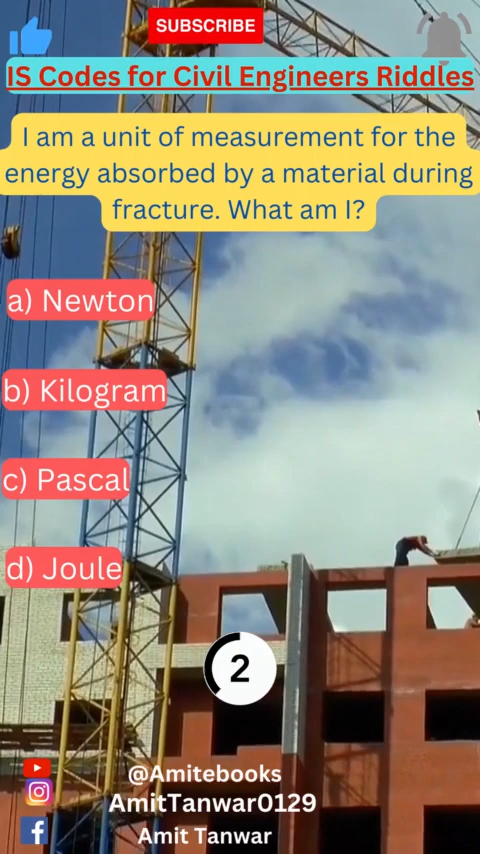 SUBSCRIBE
IS Codes for Civil Engineers Riddles
I am a unit of measurement for the
energy absorbed by a material during
fracture. What am I?
a) Newton
b) Kilogram
c) Pascal
d) Joule
2
@Amitebooks
AmitTanwar0129
Amit Tanwar